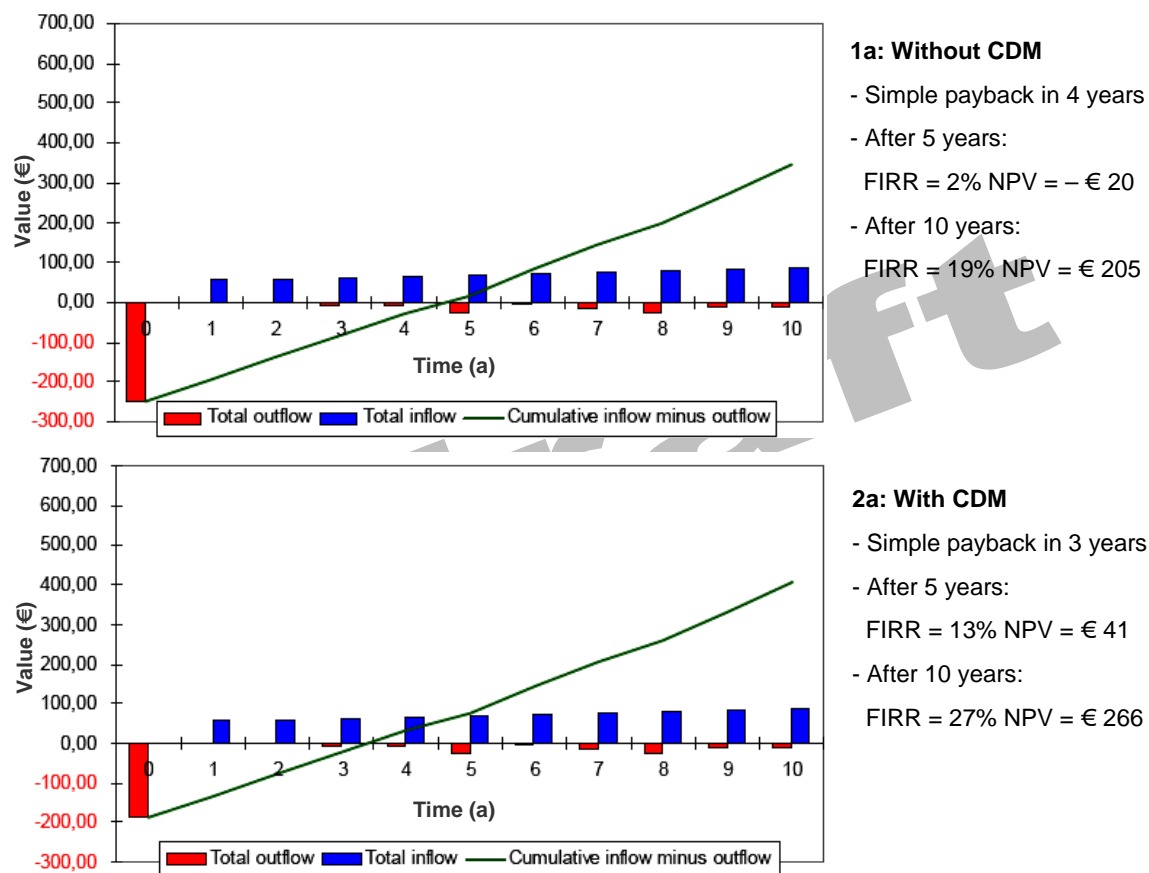 700,00
600,00
500,00
400,00
300,00
200,00
100,00
0,00
-100,00
-200,00
-300,00
Value (€)
0 1 2 3 4 5 6 7 8 9 10
Time (a)
Total outflow Total inflow Cumulative inflow minus outflow
1a: Without CDM
- Simple payback in 4 years
- After 5 years:
FIRR = 2% NPV = – € 20
- After 10 years:
FIRR = 19% NPV = € 205
700,00
600,00
500,00
400,00
300,00
200,00
100,00
0,00
-100,00
-200,00
-300,00
Value (€)
0 1 2 3 4 5 6 7 8 9 10
Time (a)
Total outflow Total inflow Cumulative inflow minus outflow
2a: With CDM
- Simple payback in 3 years
- After 5 years:
FIRR = 13% NPV = € 41
- After 10 years:
FIRR = 27% NPV = € 266